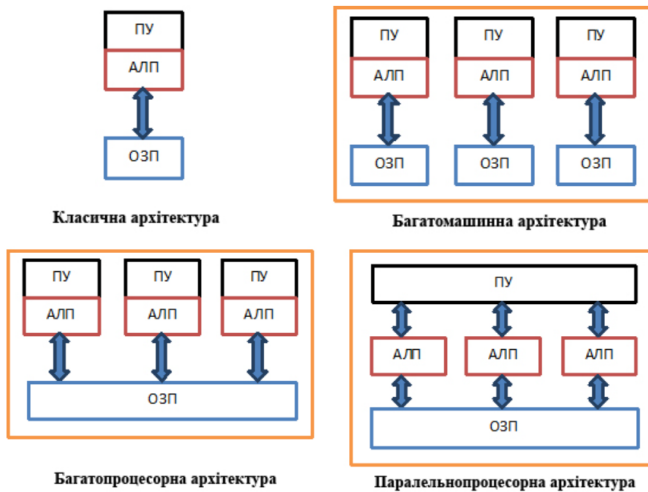 ПУ
АЛП
ОЗП
Класична архітектура
ПУ ПУ ПУ
АЛП АЛП АЛП
ОЗП ОЗП ОЗП
Багатомашинна архітектура
ПУ ПУ ПУ
АЛП АЛП АЛП
ОЗП
Багатопроцесорна архітектура
ПУ
АЛП АЛП АЛП
ОЗП
Паралельнопроцесорна архітектура